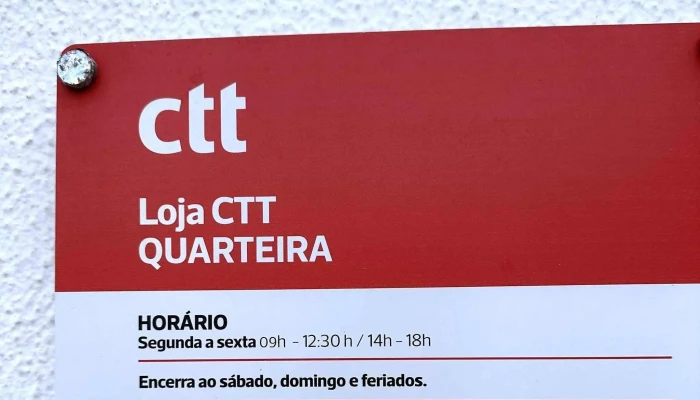 ctt
Loja CTT
QUARTEIRA
HORÁRIO
Segunda a sexta 09h - 12:30 h / 14h - 18h
Encerra ao sábado, domingo e feriados.